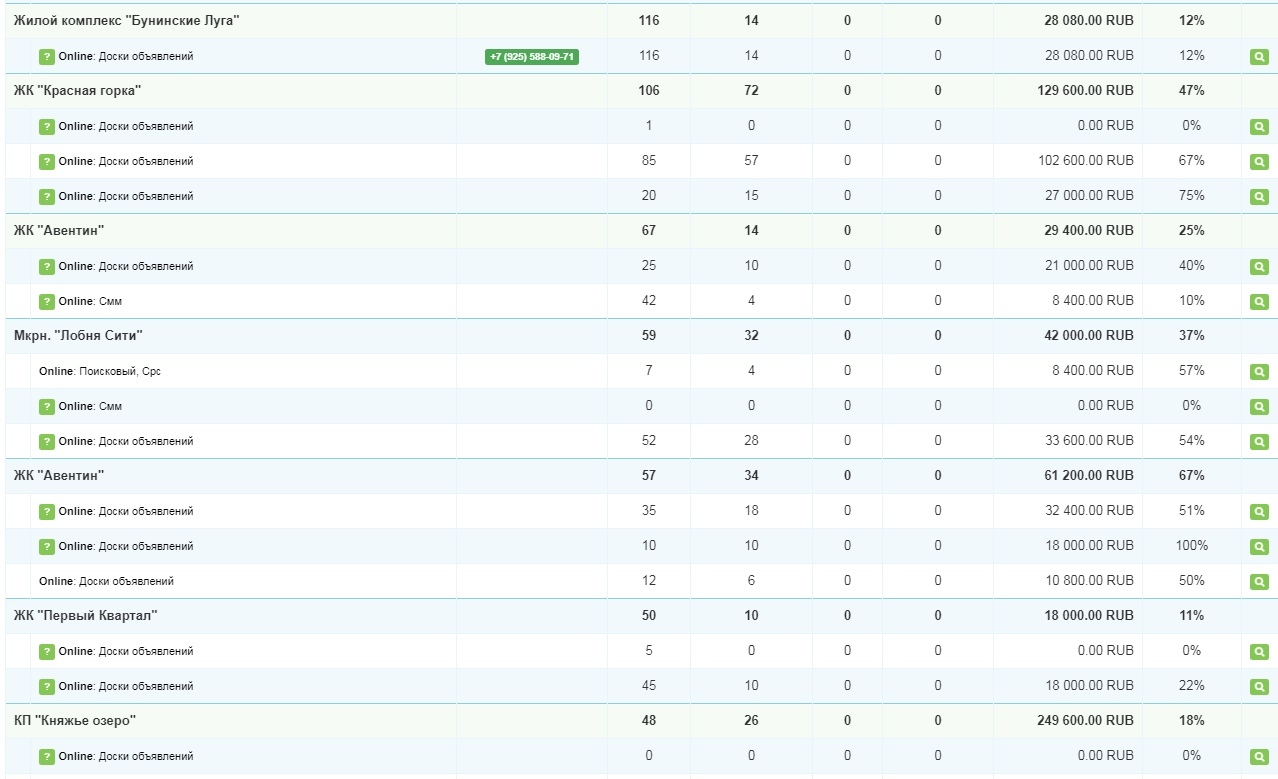 Жилой комплекс "Бунинские Луга" 116 14 0 0 28 080.00 RUB 12%
? Online: Доски объявлений +7 (925) 588-09-71 116 14 0 0 28 080.00 RUB 12%
ЖК "Красная горка" 106 72 0 0 129 600.00 RUB 47%
? Online: Доски объявлений 1 0 0 0 0.00 RUB 0%
? Online: Доски объявлений 85 57 0 0 102 600.00 RUB 67%
? Online: Доски объявлений 20 15 0 0 27 000.00 RUB 75%
ЖК "Авентин" 67 14 0 0 29 400.00 RUB 25%
? Online: Доски объявлений 25 10 0 0 21 000.00 RUB 40%
? Online: Смм 42 4 0 0 8 400.00 RUB 10%
Мкрн. "Лобня Сити" 59 32 0 0 42 000.00 RUB 37%
Online: Поисковый, Cpc 7 4 0 0 8 400.00 RUB 57%
? Online: Смм 0 0 0 0 0.00 RUB 0%
? Online: Доски объявлений 52 28 0 0 33 600.00 RUB 54%
ЖК "Авентин" 57 34 0 0 61 200.00 RUB 67%
? Online: Доски объявлений 35 18 0 0 32 400.00 RUB 51%
? Online: Доски объявлений 10 10 0 0 18 000.00 RUB 100%
Online: Доски объявлений 12 6 0 0 10 800.00 RUB 50%
ЖК "Первый Квартал" 50 10 0 0 18 000.00 RUB 11%
? Online: Доски объявлений 5 0 0 0 0.00 RUB 0%
? Online: Доски объявлений 45 10 0 0 18 000.00 RUB 22%
КП "Княжье озеро" 48 26 0 0 249 600.00 RUB 18%
? Online: Доски объявлений 0 0 0 0 0.00 RUB 0%